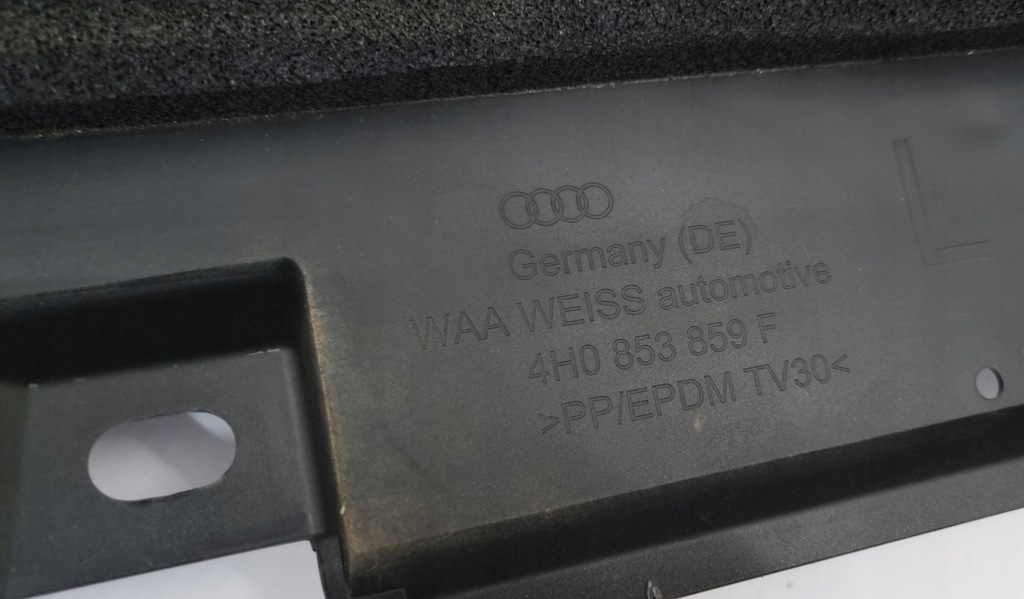 Germany (DE)
WAA WEISS automotive
4H0 853 859 F
>PP/EPDM TV30<
L